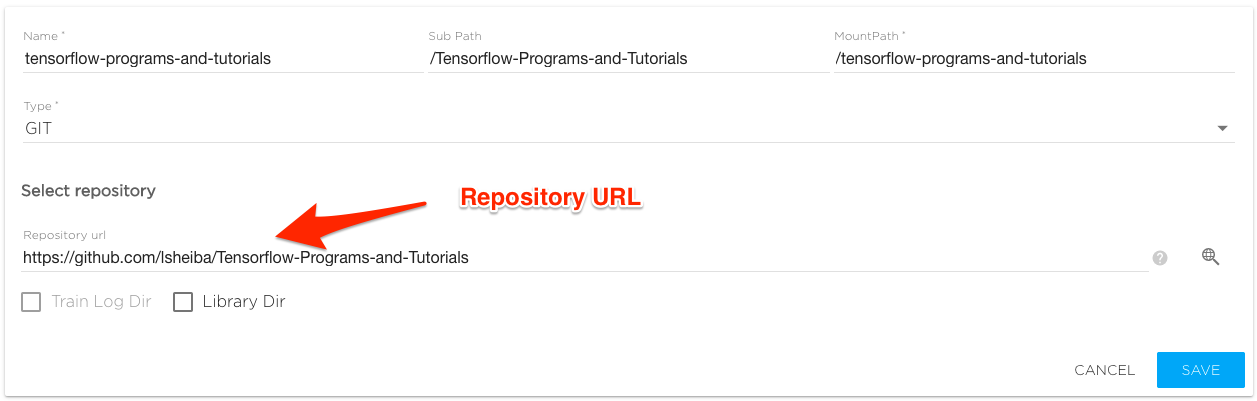 Name * Sub Path MountPath *
tensorflow-programs-and-tutorials /Tensorflow-Programs-and-Tutorials /tensorflow-programs-and-tutorials
Type *
GIT
Select repository
Repository URL
Repository url
https://github.com/lsheiba/Tensorflow-Programs-and-Tutorials
?
Train Log Dir Library Dir
CANCEL SAVE